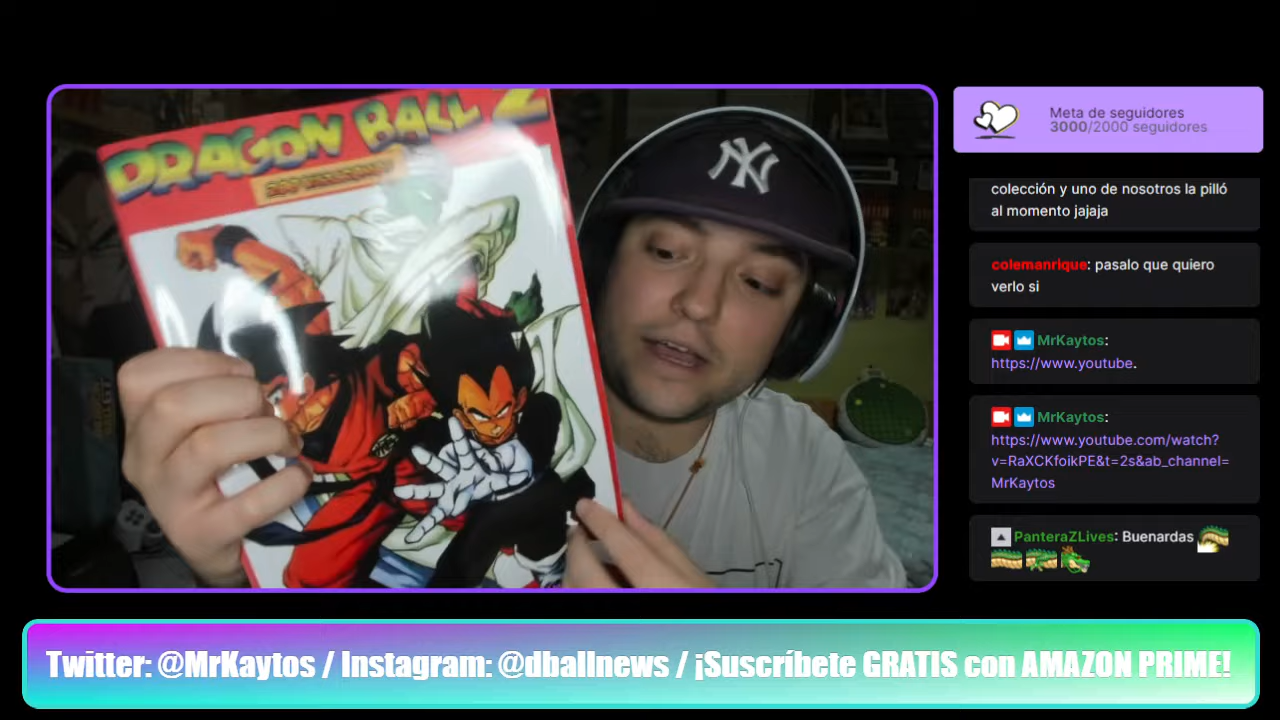 DRAGON BALL Z
NY
Meta de seguidores
3000/2000 seguidores
colección y uno de nosotros la pilló
al momento jajaja
colemanrique: pasalo que quiero
verlo si
MrKaytos:
https://www.youtube.
MrKaytos:
https://www.youtube.com/watch?
v=RaXCKfoikPE&t=2s&ab_channel=
MrKaytos
PanteraZLives: Buenardas
Twitter: @MrKaytos / Instagram: @dballnews / ¡Suscríbete GRATIS con AMAZON PRIME!